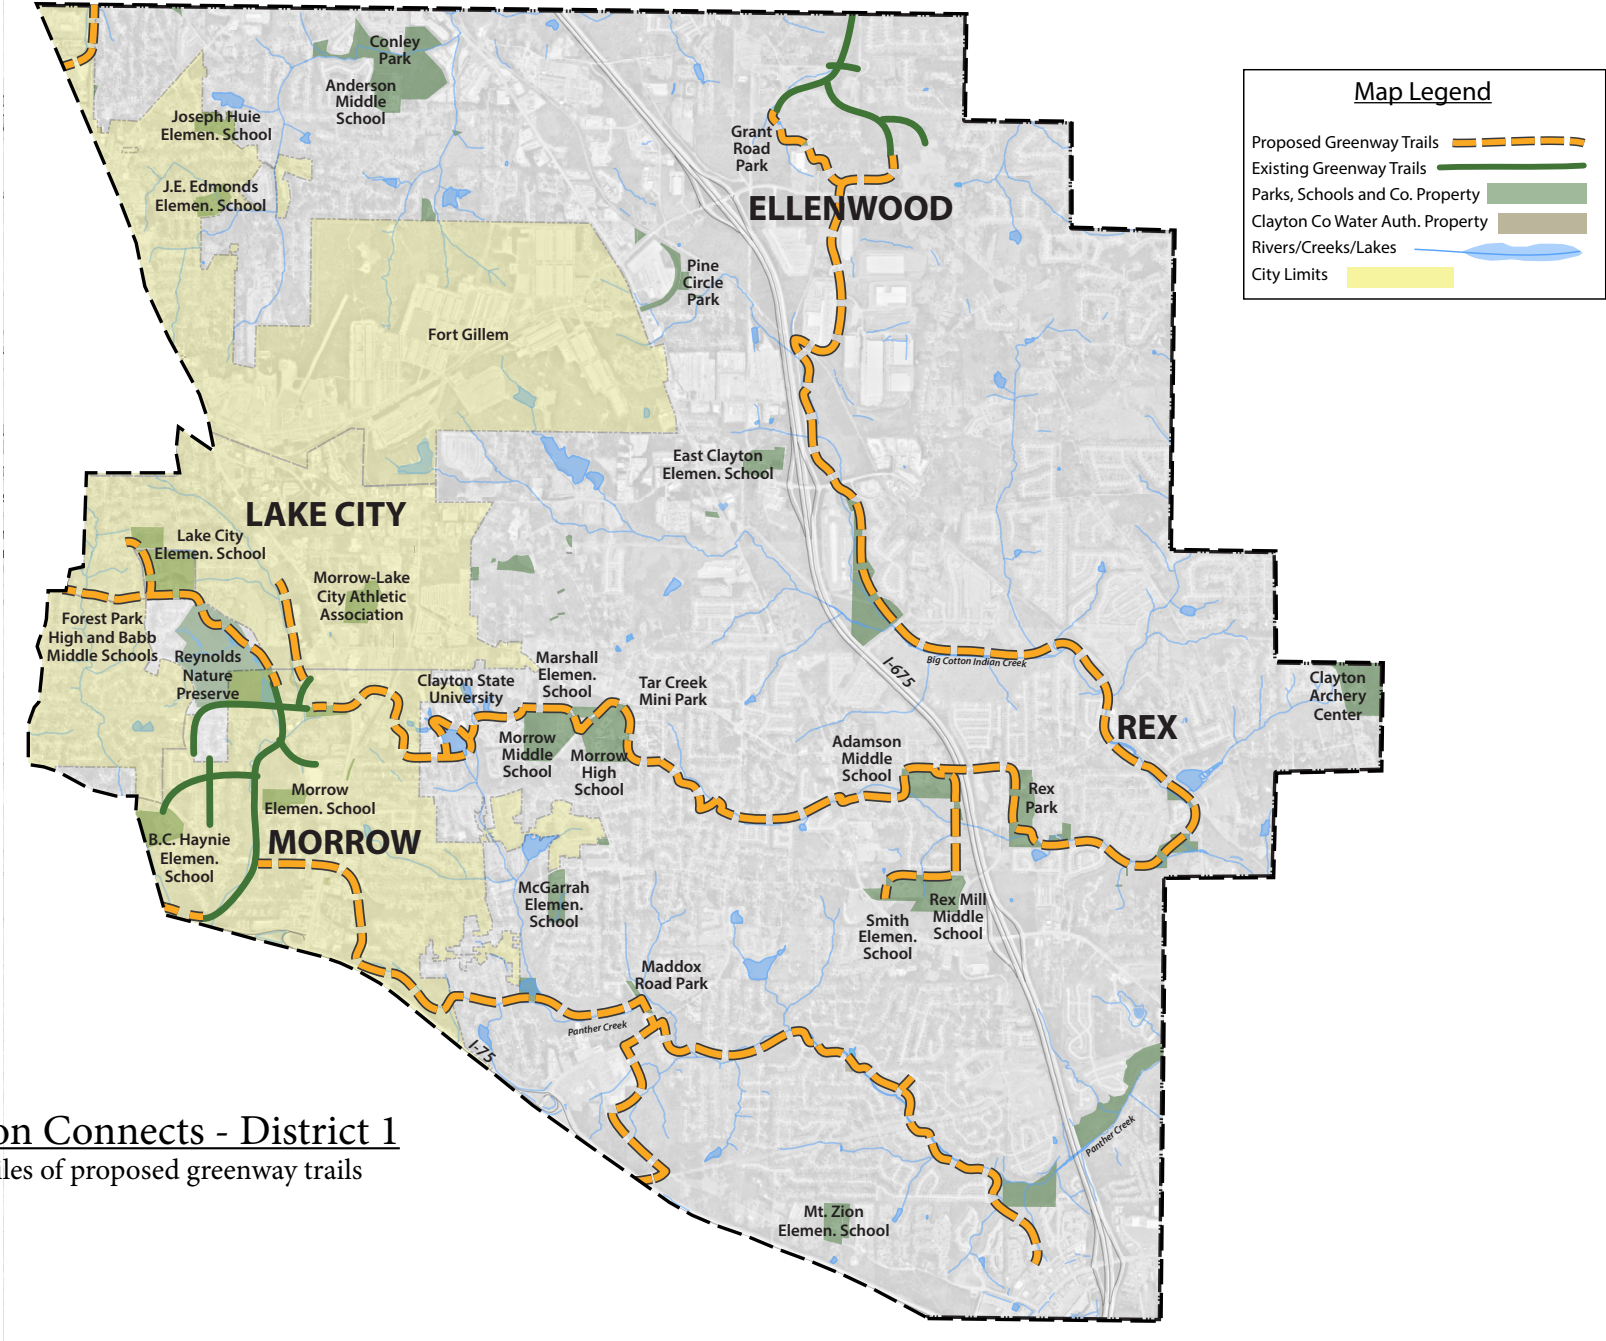 Conley
Park
Anderson
Middle
School
Joseph Huie
Elemen. School
J.E. Edmonds
Elemen. School
Grant
Road
Park
ELLENWOOD
Pine
Circle
Park
Fort Gillem
East Clayton
Elemen. School
LAKE CITY
Lake City
Elemen. School
Morrow-Lake
City Athletic
Association
Forest Park
High and Babb
Middle Schools
Reynolds
Nature
Preserve
Clayton State
University
Marshall
Elemen.
School
Tar Creek
Mini Park
Morrow
Middle
School
Morrow
High
School
Big Cotton Indian Creek
I-675
REX
Clayton
Archery
Center
Adamson
Middle
School
Rex
Park
Morrow
Elemen. School
MORROW
B.C. Haynie
Elemen.
School
McGarrah
Elemen.
School
Smith
Elemen.
School
Rex Mill
Middle
School
Maddox
Road Park
Panther Creek
I-75
Panther Creek
Mt. Zion
Elemen. School
Map Legend
Proposed Greenway Trails
Existing Greenway Trails
Parks, Schools and Co. Property
Clayton Co Water Auth. Property
Rivers/Creeks/Lakes
City Limits
on Connects - District 1
iles of proposed greenway trails